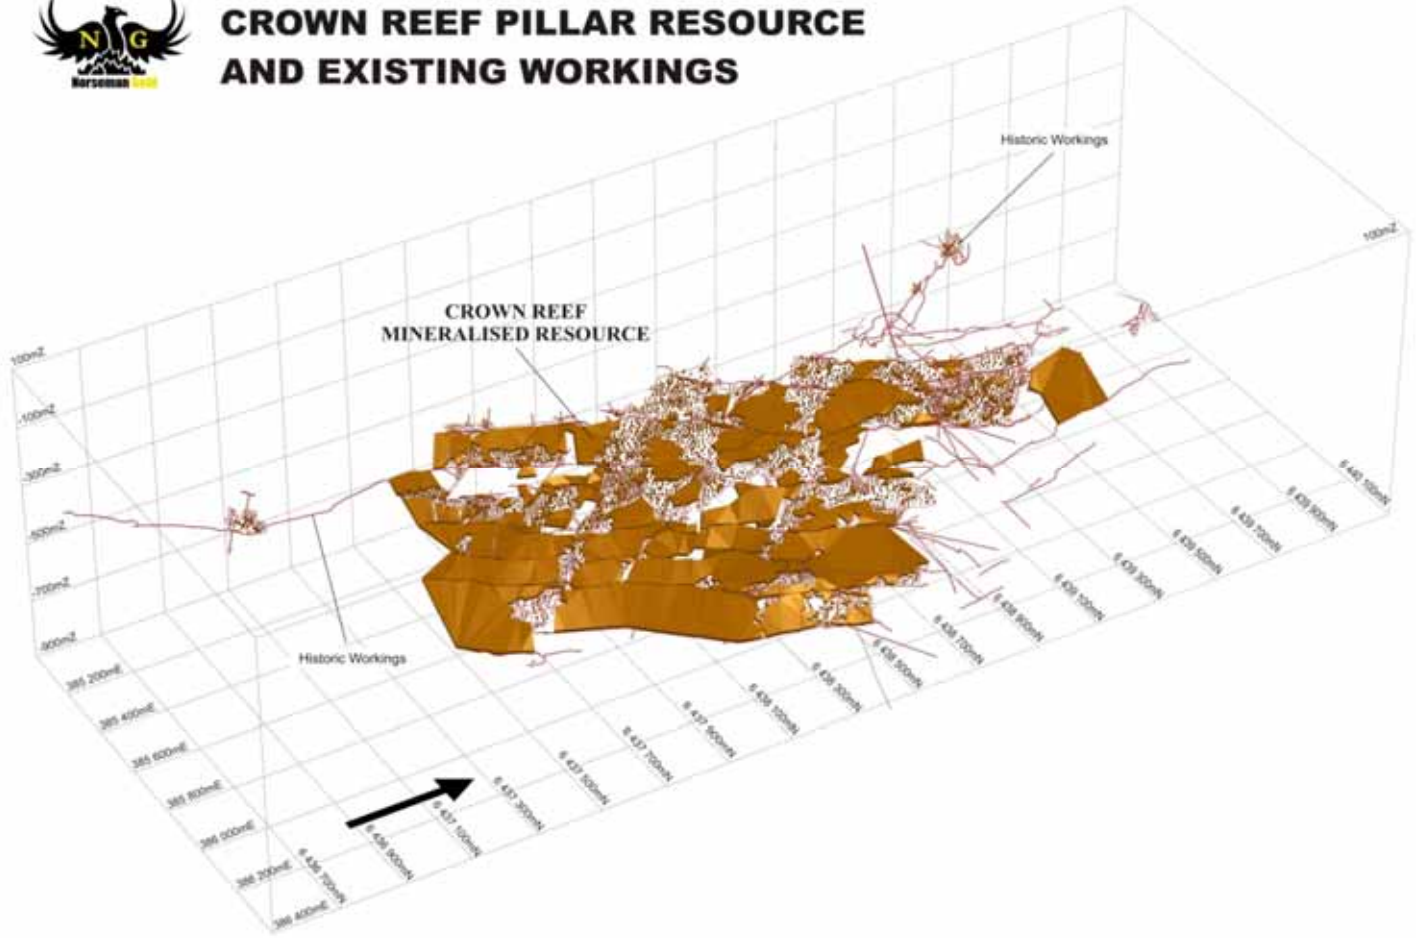 N G
Norseman Gold
CROWN REEF PILLAR RESOURCE
AND EXISTING WORKINGS
Historic Workings
100mZ
CROWN REEF
MINERALISED RESOURCE
100mZ
-100mZ
-300mZ
-500mZ
-700mZ
-900mZ
Historic Workings
385 200mE
385 400mE
385 600mE
385 800mE
386 000mE
386 200mE
386 400mE
6 436 700mN
6 436 900mN
6 437 100mN
6 437 300mN
6 437 500mN
6 437 700mN
6 437 900mN
6 438 100mN
6 438 300mN
6 438 500mN
6 438 700mN
6 438 900mN
6 439 100mN
6 439 300mN
6 439 500mN
6 439 700mN
6 439 900mN
6 440 100mN